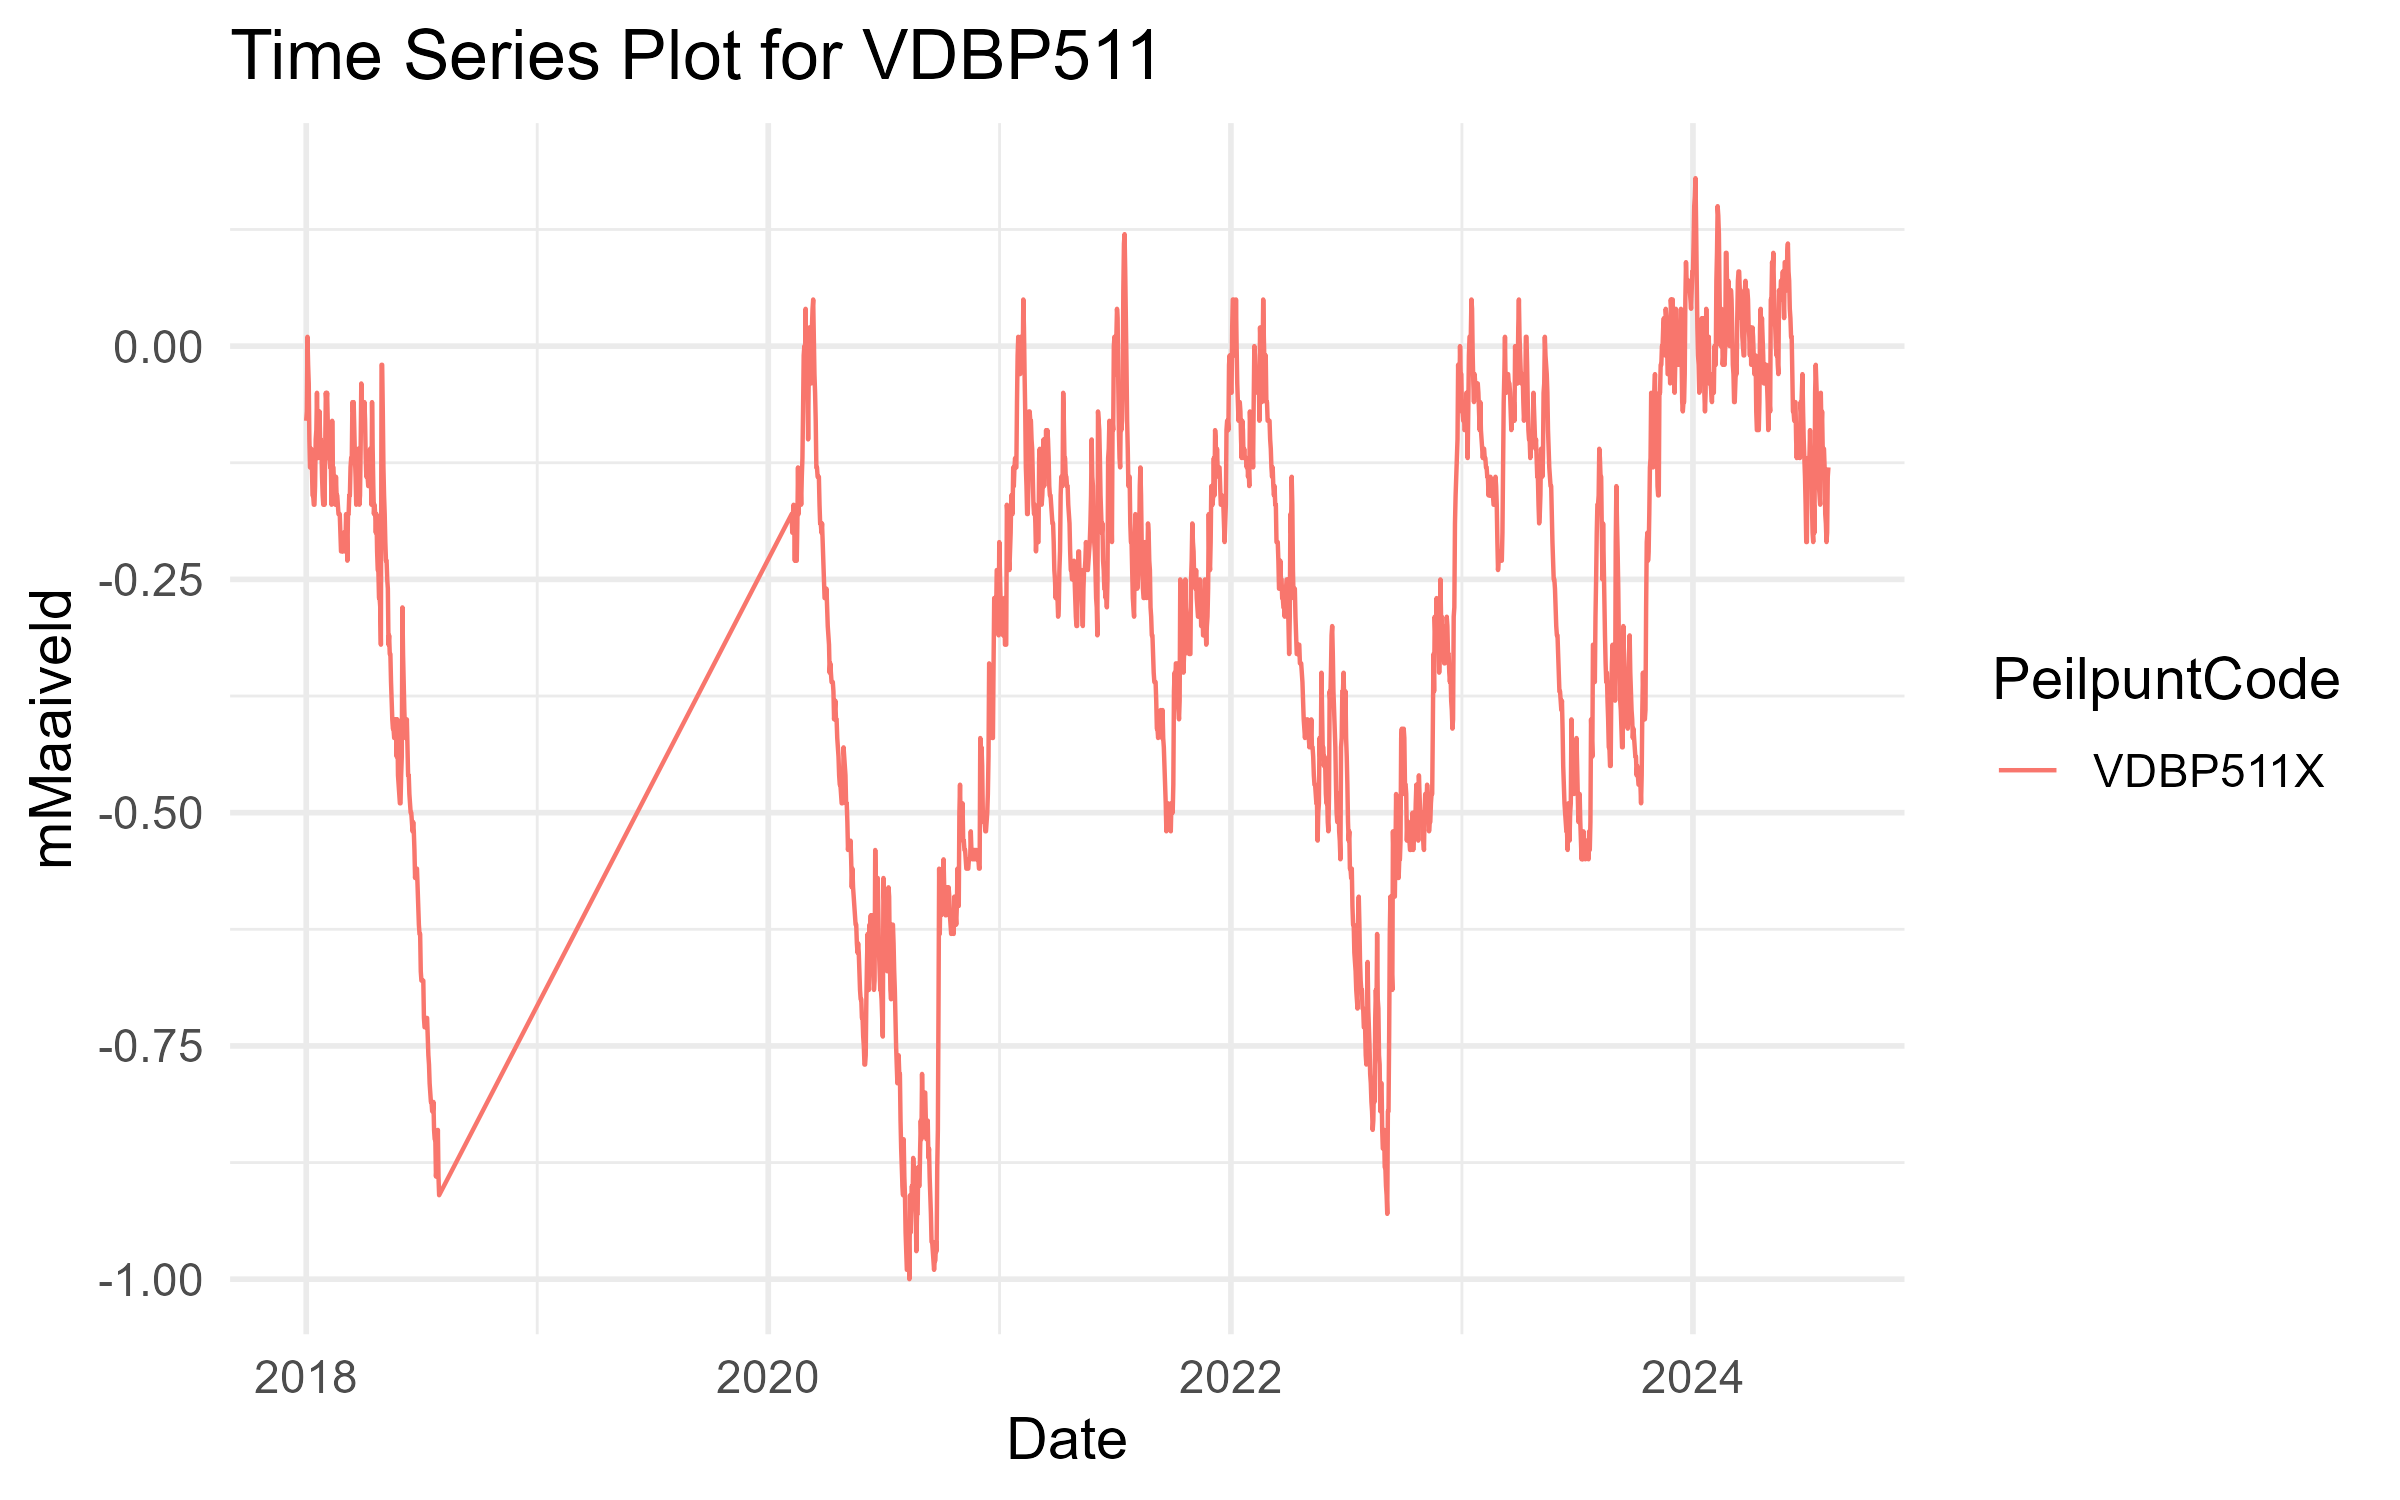 Time Series Plot for VDBP511
mMaaiveld
0.00
-0.25
-0.50
-0.75
-1.00
2018
2020
2022
2024
Date
PeilpuntCode
VDBP511X